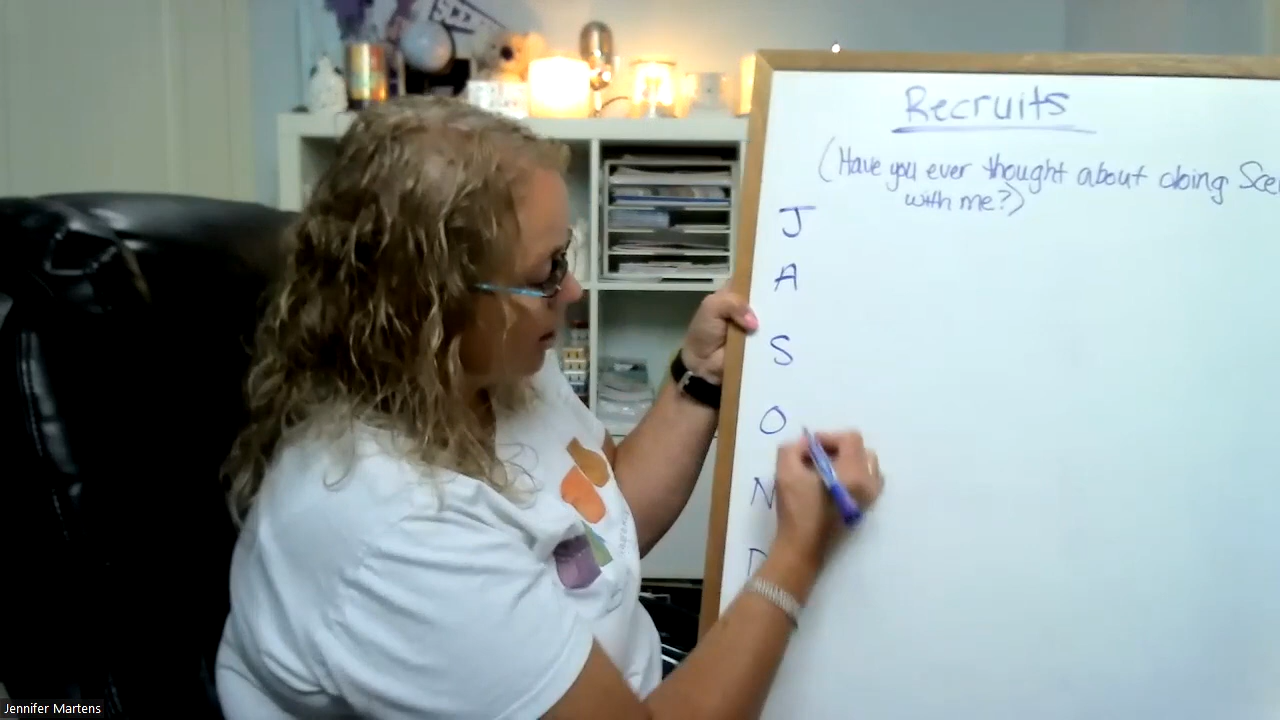 Recruits
(Have you ever thought about doing Sce
with me?)
J
A
S
O
N
D
Jennifer Martens